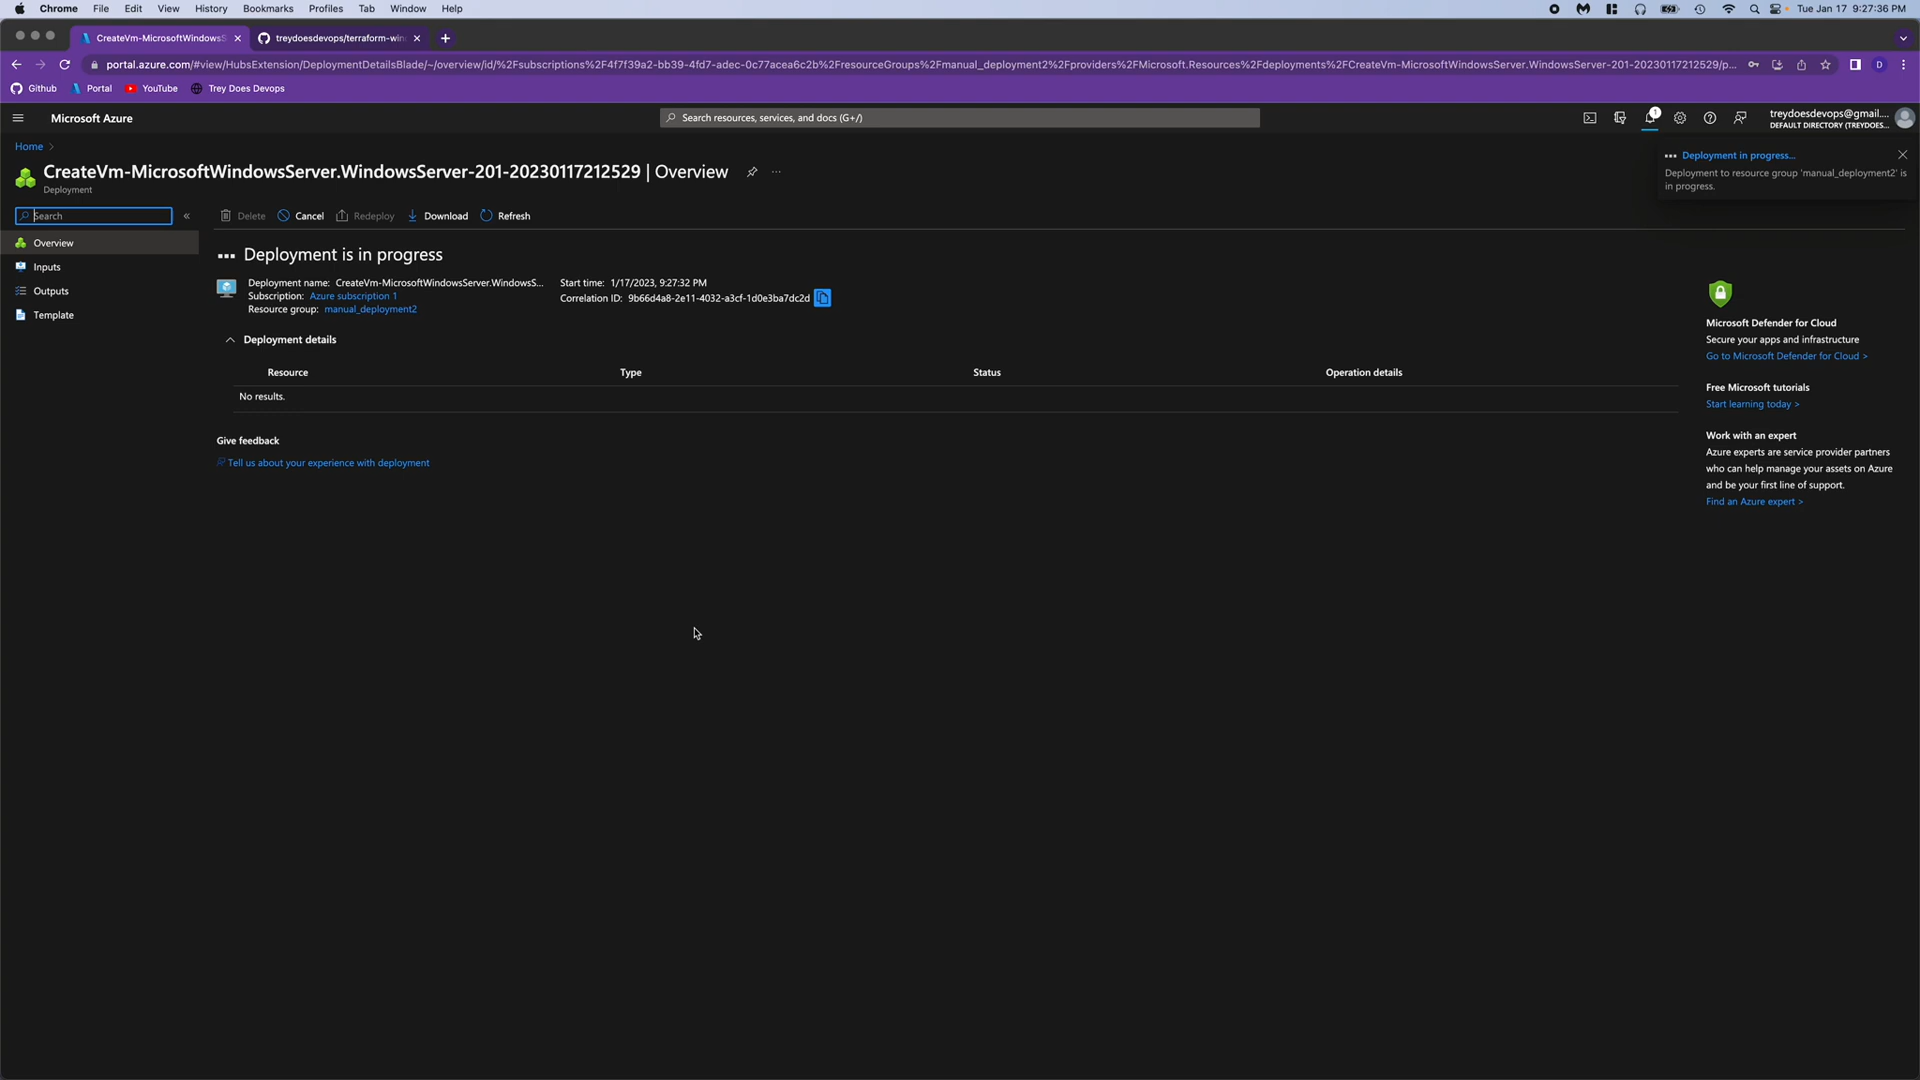 Chrome File Edit View History Bookmarks Profiles Tab Window Help Tue Jan 17 9:27:36 PM
CreateVm-MicrosoftWindowsS treydoesdevops/terraform-win
portal.azure.com/#view/HubsExtension/DeploymentDetailsBlade/~/overview/id/%2Fsubscriptions%2F4f7f39a2-bb39-4fd7-adec-0c77acea6c2b%2FresourceGroups%2Fmanual_deployment2%2Fproviders%2FMicrosoft.Resources%2Fdeployments%2FCreateVm-MicrosoftWindowsServer.WindowsServer-201-20230117212529/p...
Github Portal YouTube Trey Does Devops
Microsoft Azure Search resources, services, and docs (G+/) 1 treydoesdevops@gmail....
DEFAULT DIRECTORY (TREYDOES...
Home >
CreateVm-MicrosoftWindowsServer.WindowsServer-201-20230117212529 | Overview ...
Deployment
Deployment in progress...
Deployment to resource group 'manual_deployment2' is
in progress.
Search « Delete Cancel Redeploy Download Refresh
Overview
Inputs
Outputs
Template
Deployment is in progress
Deployment name: CreateVm-MicrosoftWindowsServer.WindowsS...
Subscription: Azure subscription 1
Resource group: manual_deployment2
Start time: 1/17/2023, 9:27:32 PM
Correlation ID: 9b66d4a8-2e11-4032-a3cf-1d0e3ba7dc2d
Deployment details
Resource Type Status Operation details
No results.
Give feedback
Tell us about your experience with deployment
Microsoft Defender for Cloud
Secure your apps and infrastructure
Go to Microsoft Defender for Cloud >
Free Microsoft tutorials
Start learning today >
Work with an expert
Azure experts are service provider partners
who can help manage your assets on Azure
and be your first line of support.
Find an Azure expert >